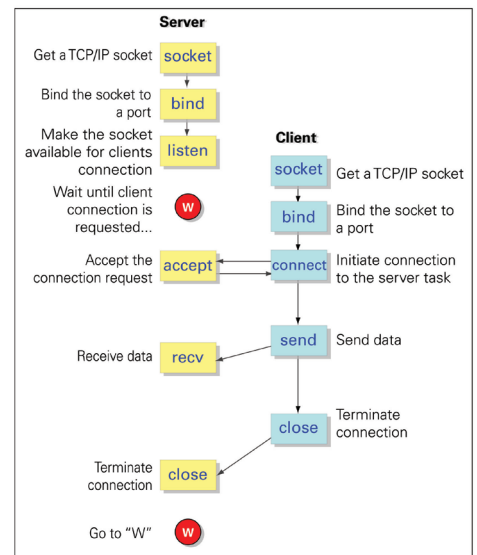 Server
Get a TCP/IP socket
socket
Bind the socket to
a port
bind
Make the socket
available for clients
connection
listen
Client
socket
Get a TCP/IP socket
Wait until client
connection is
requested...
W
bind
Bind the socket to
a port
Accept the
connection request
accept
connect
Initiate connection
to the server task
send
Send data
Receive data
recv
close
Terminate
connection
Terminate
connection
close
Go to “W”
W